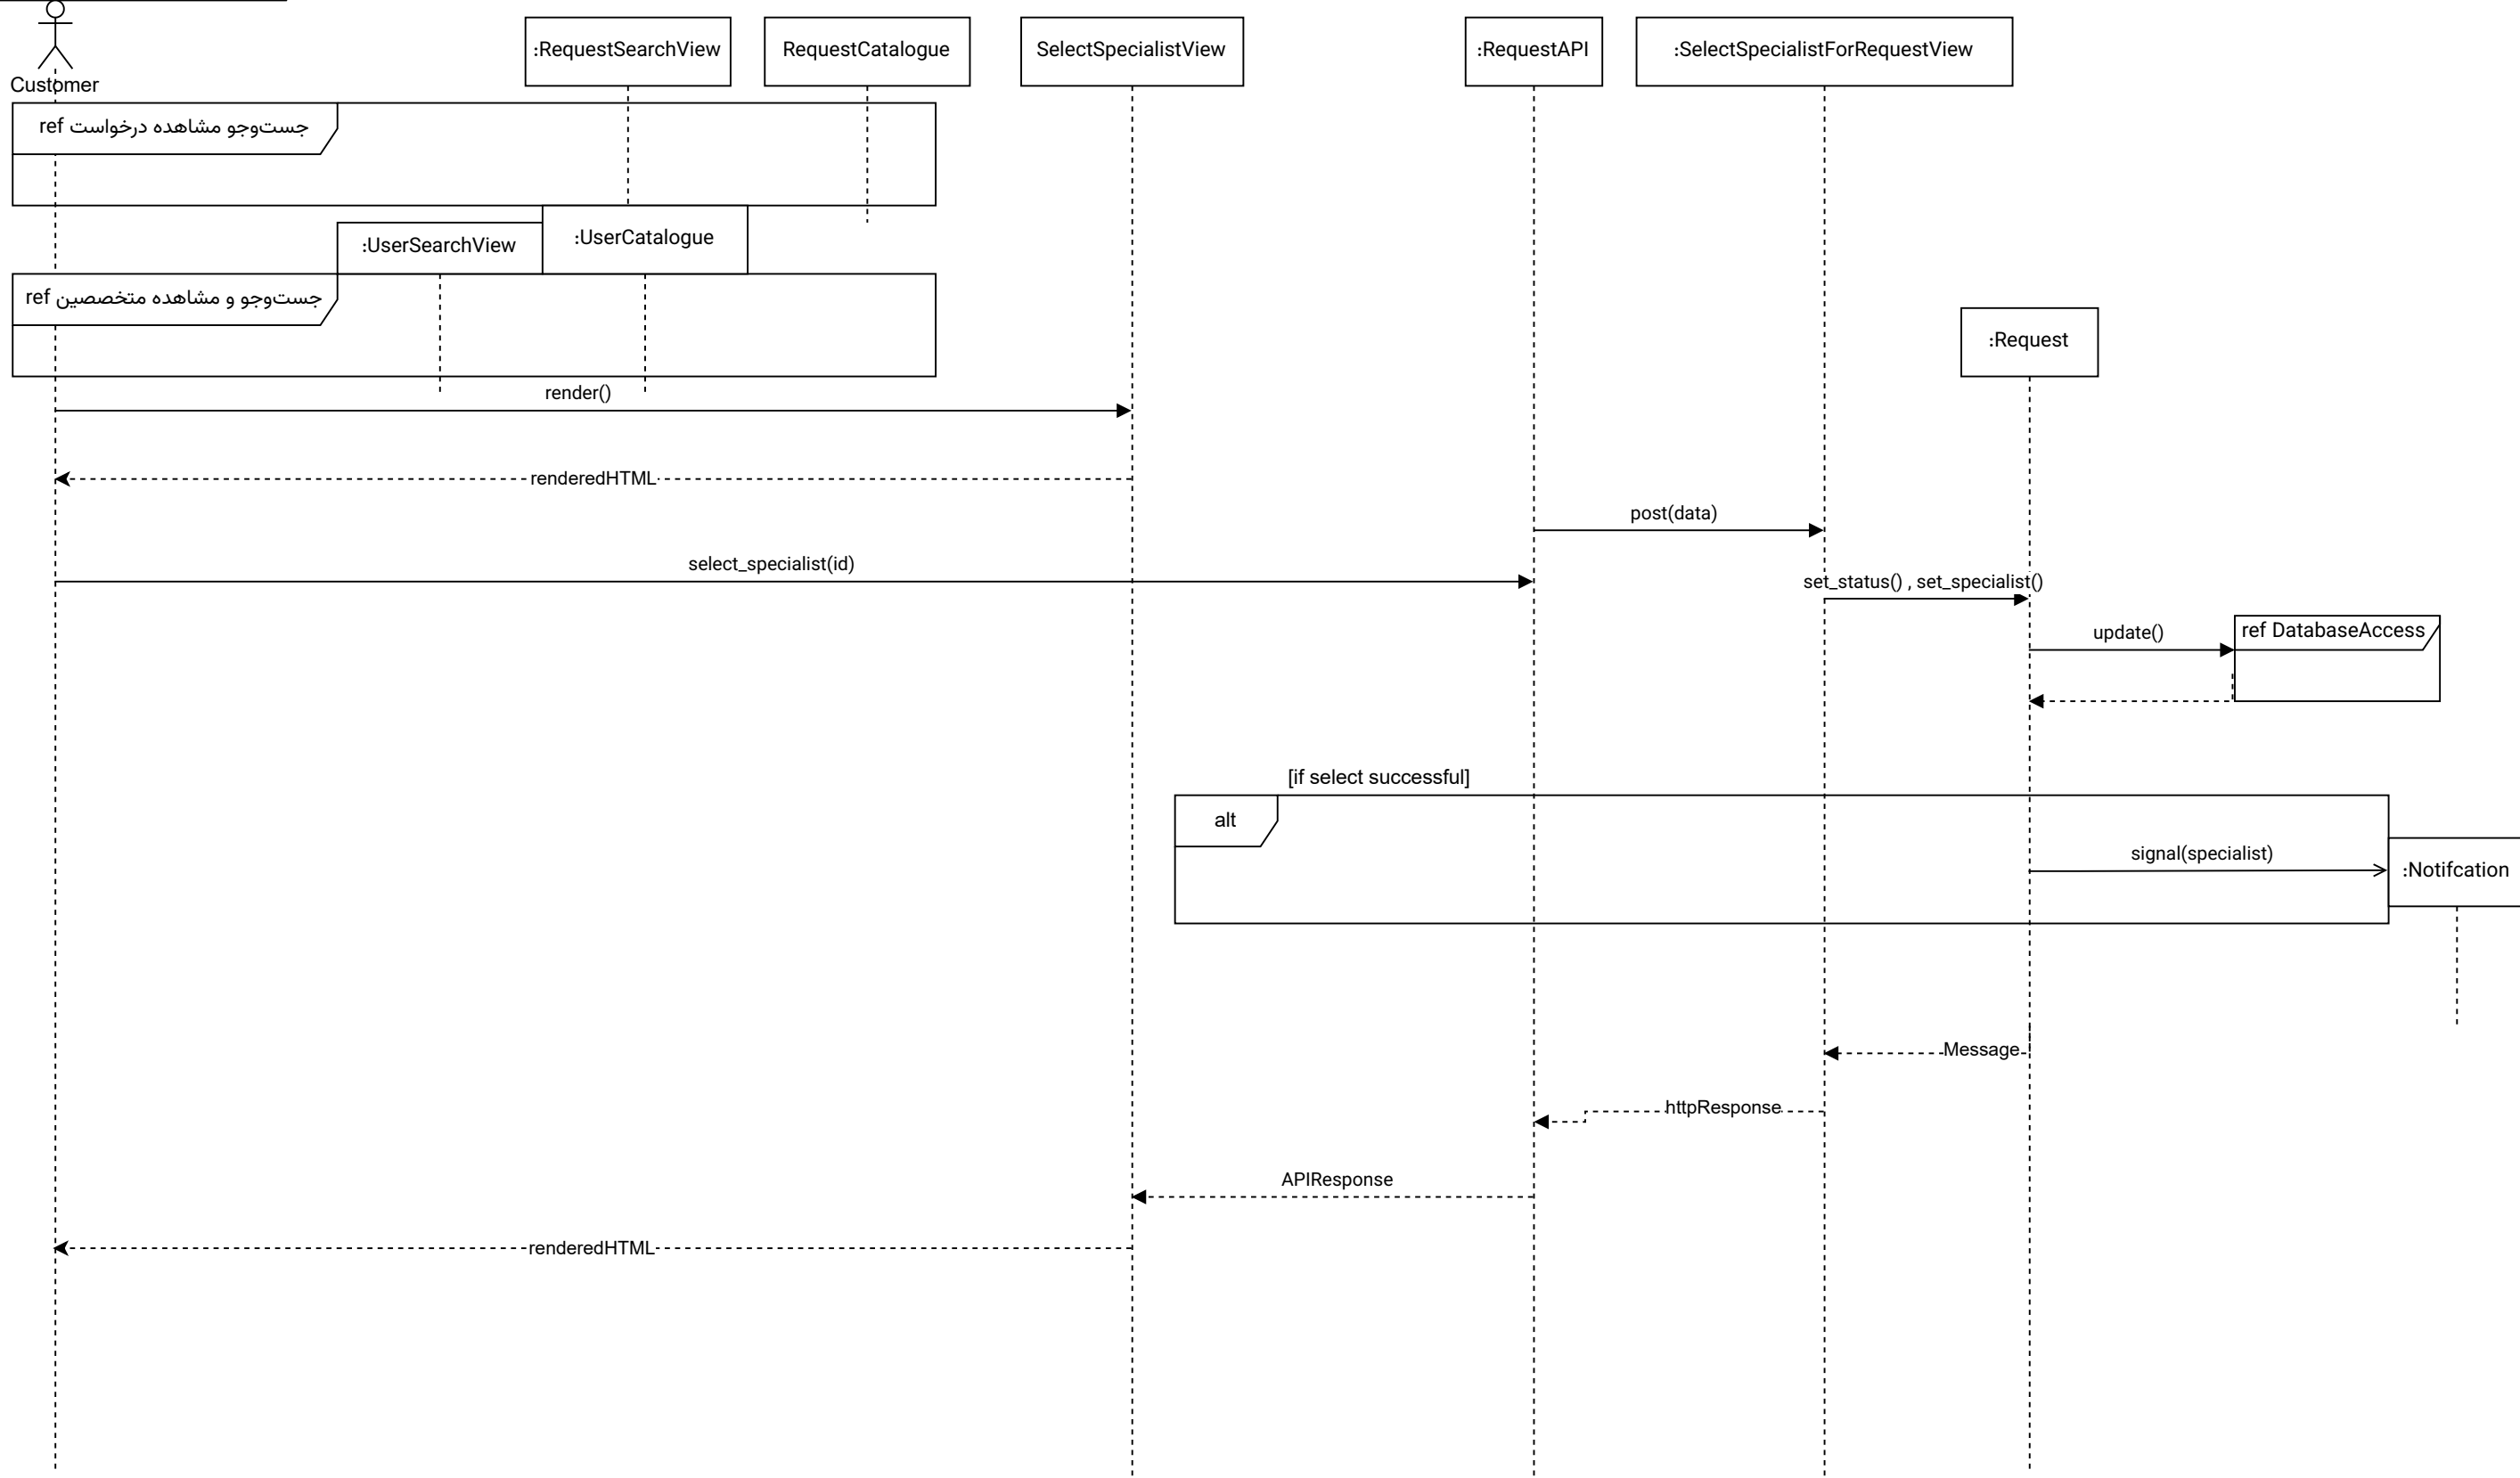 Customer
:RequestSearchView
RequestCatalogue
SelectSpecialistView
:RequestAPI
:SelectSpecialistForRequestView
ref جست‌وجو مشاهده درخواست
:UserSearchView
:UserCatalogue
ref جست‌وجو و مشاهده متخصصین
:Request
render()
renderedHTML
post(data)
select_specialist(id)
set_status() , set_specialist()
update()
ref DatabaseAccess
[if select successful]
alt
signal(specialist)
:Notifcation
Message
httpResponse
APIResponse
renderedHTML